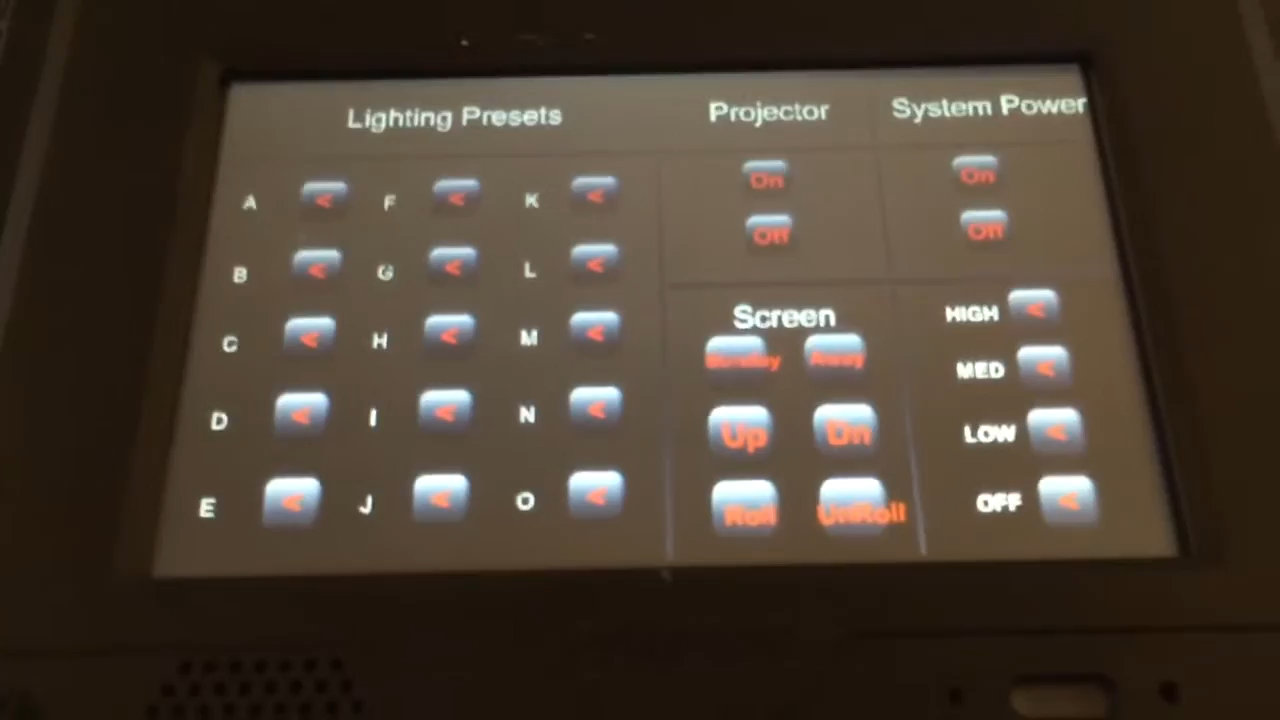 Lighting Presets Projector System Power
A < F < K < On On
B < G < L < Off Off
Screen
C < H < M < Sunday Away HIGH <
MED <
D < I < N < Up Dn LOW <
E < J < O < Roll UnRoll OFF <